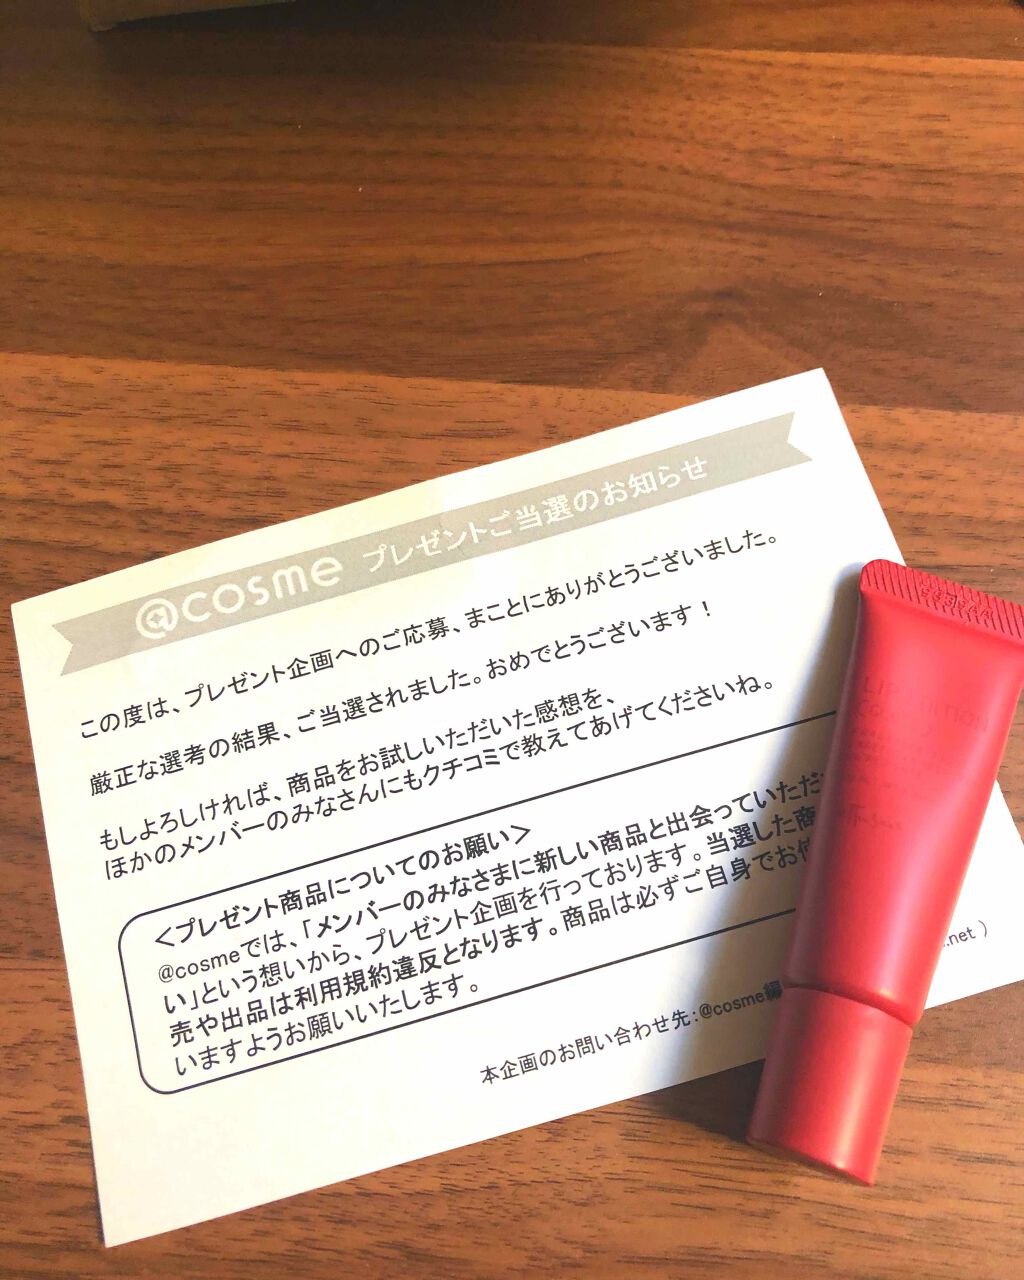 @cosme プレゼントご当選のお知らせ
この度は、プレゼント企画へのご応募、まことにありがとうございました。
厳正な選考の結果、ご当選されました。おめでとうございます！
もしよろしければ、商品をお試しいただいた感想を、
ほかのメンバーのみなさんにもクチコミで教えてあげてくださいね。
＜プレゼント商品についてのお願い＞
@cosmeでは、「メンバーのみなさまに新しい商品と出会っていただ
い」という想いから、プレゼント企画を行っております。当選した商
売や出品は利用規約違反となります。商品は必ずご自身でお使
いますようお願いいたします。
本企画のお問い合わせ先：@cosme編
.net )
LIP EDITION